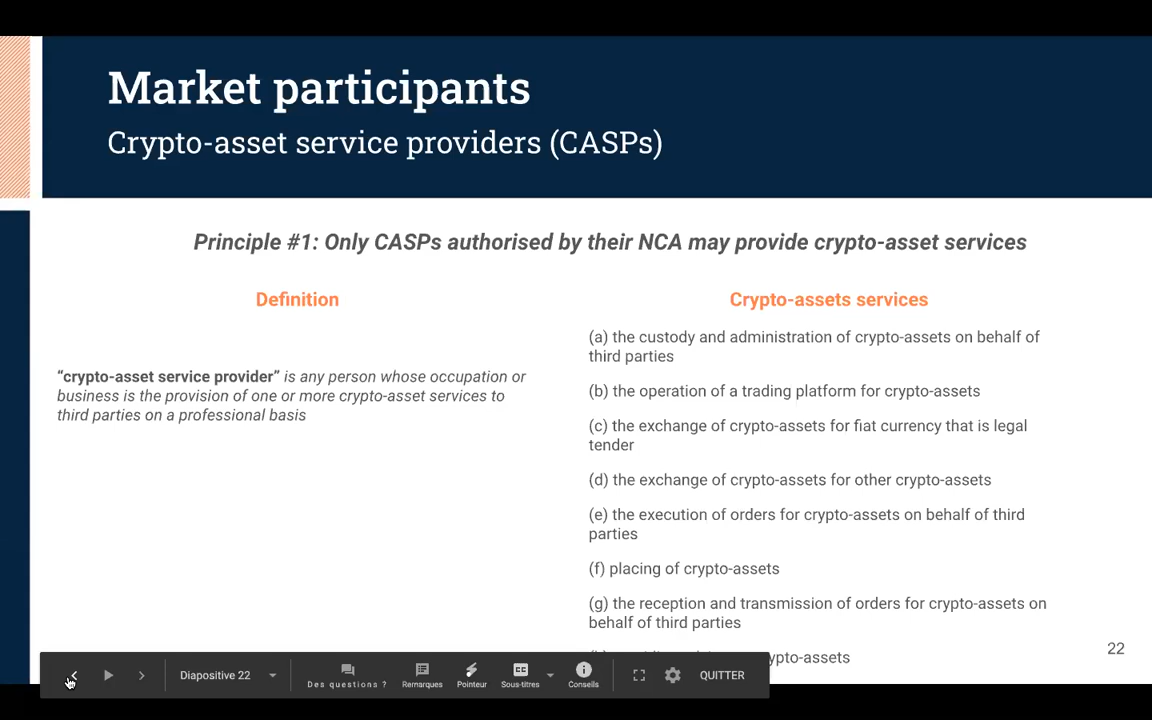 Market participants
Crypto-asset service providers (CASPs)
Principle #1: Only CASPs authorised by their NCA may provide crypto-asset services
Definition
“crypto-asset service provider” is any person whose occupation or
business is the provision of one or more crypto-asset services to
third parties on a professional basis
Crypto-assets services
(a) the custody and administration of crypto-assets on behalf of
third parties
(b) the operation of a trading platform for crypto-assets
(c) the exchange of crypto-assets for fiat currency that is legal
tender
(d) the exchange of crypto-assets for other crypto-assets
(e) the execution of orders for crypto-assets on behalf of third
parties
(f) placing of crypto-assets
(g) the reception and transmission of orders for crypto-assets on
behalf of third parties
ypto-assets
22
Diapositive 22
Des questions ?
Remarques
Pointeur
Sous-titres
Conseils
QUITTER